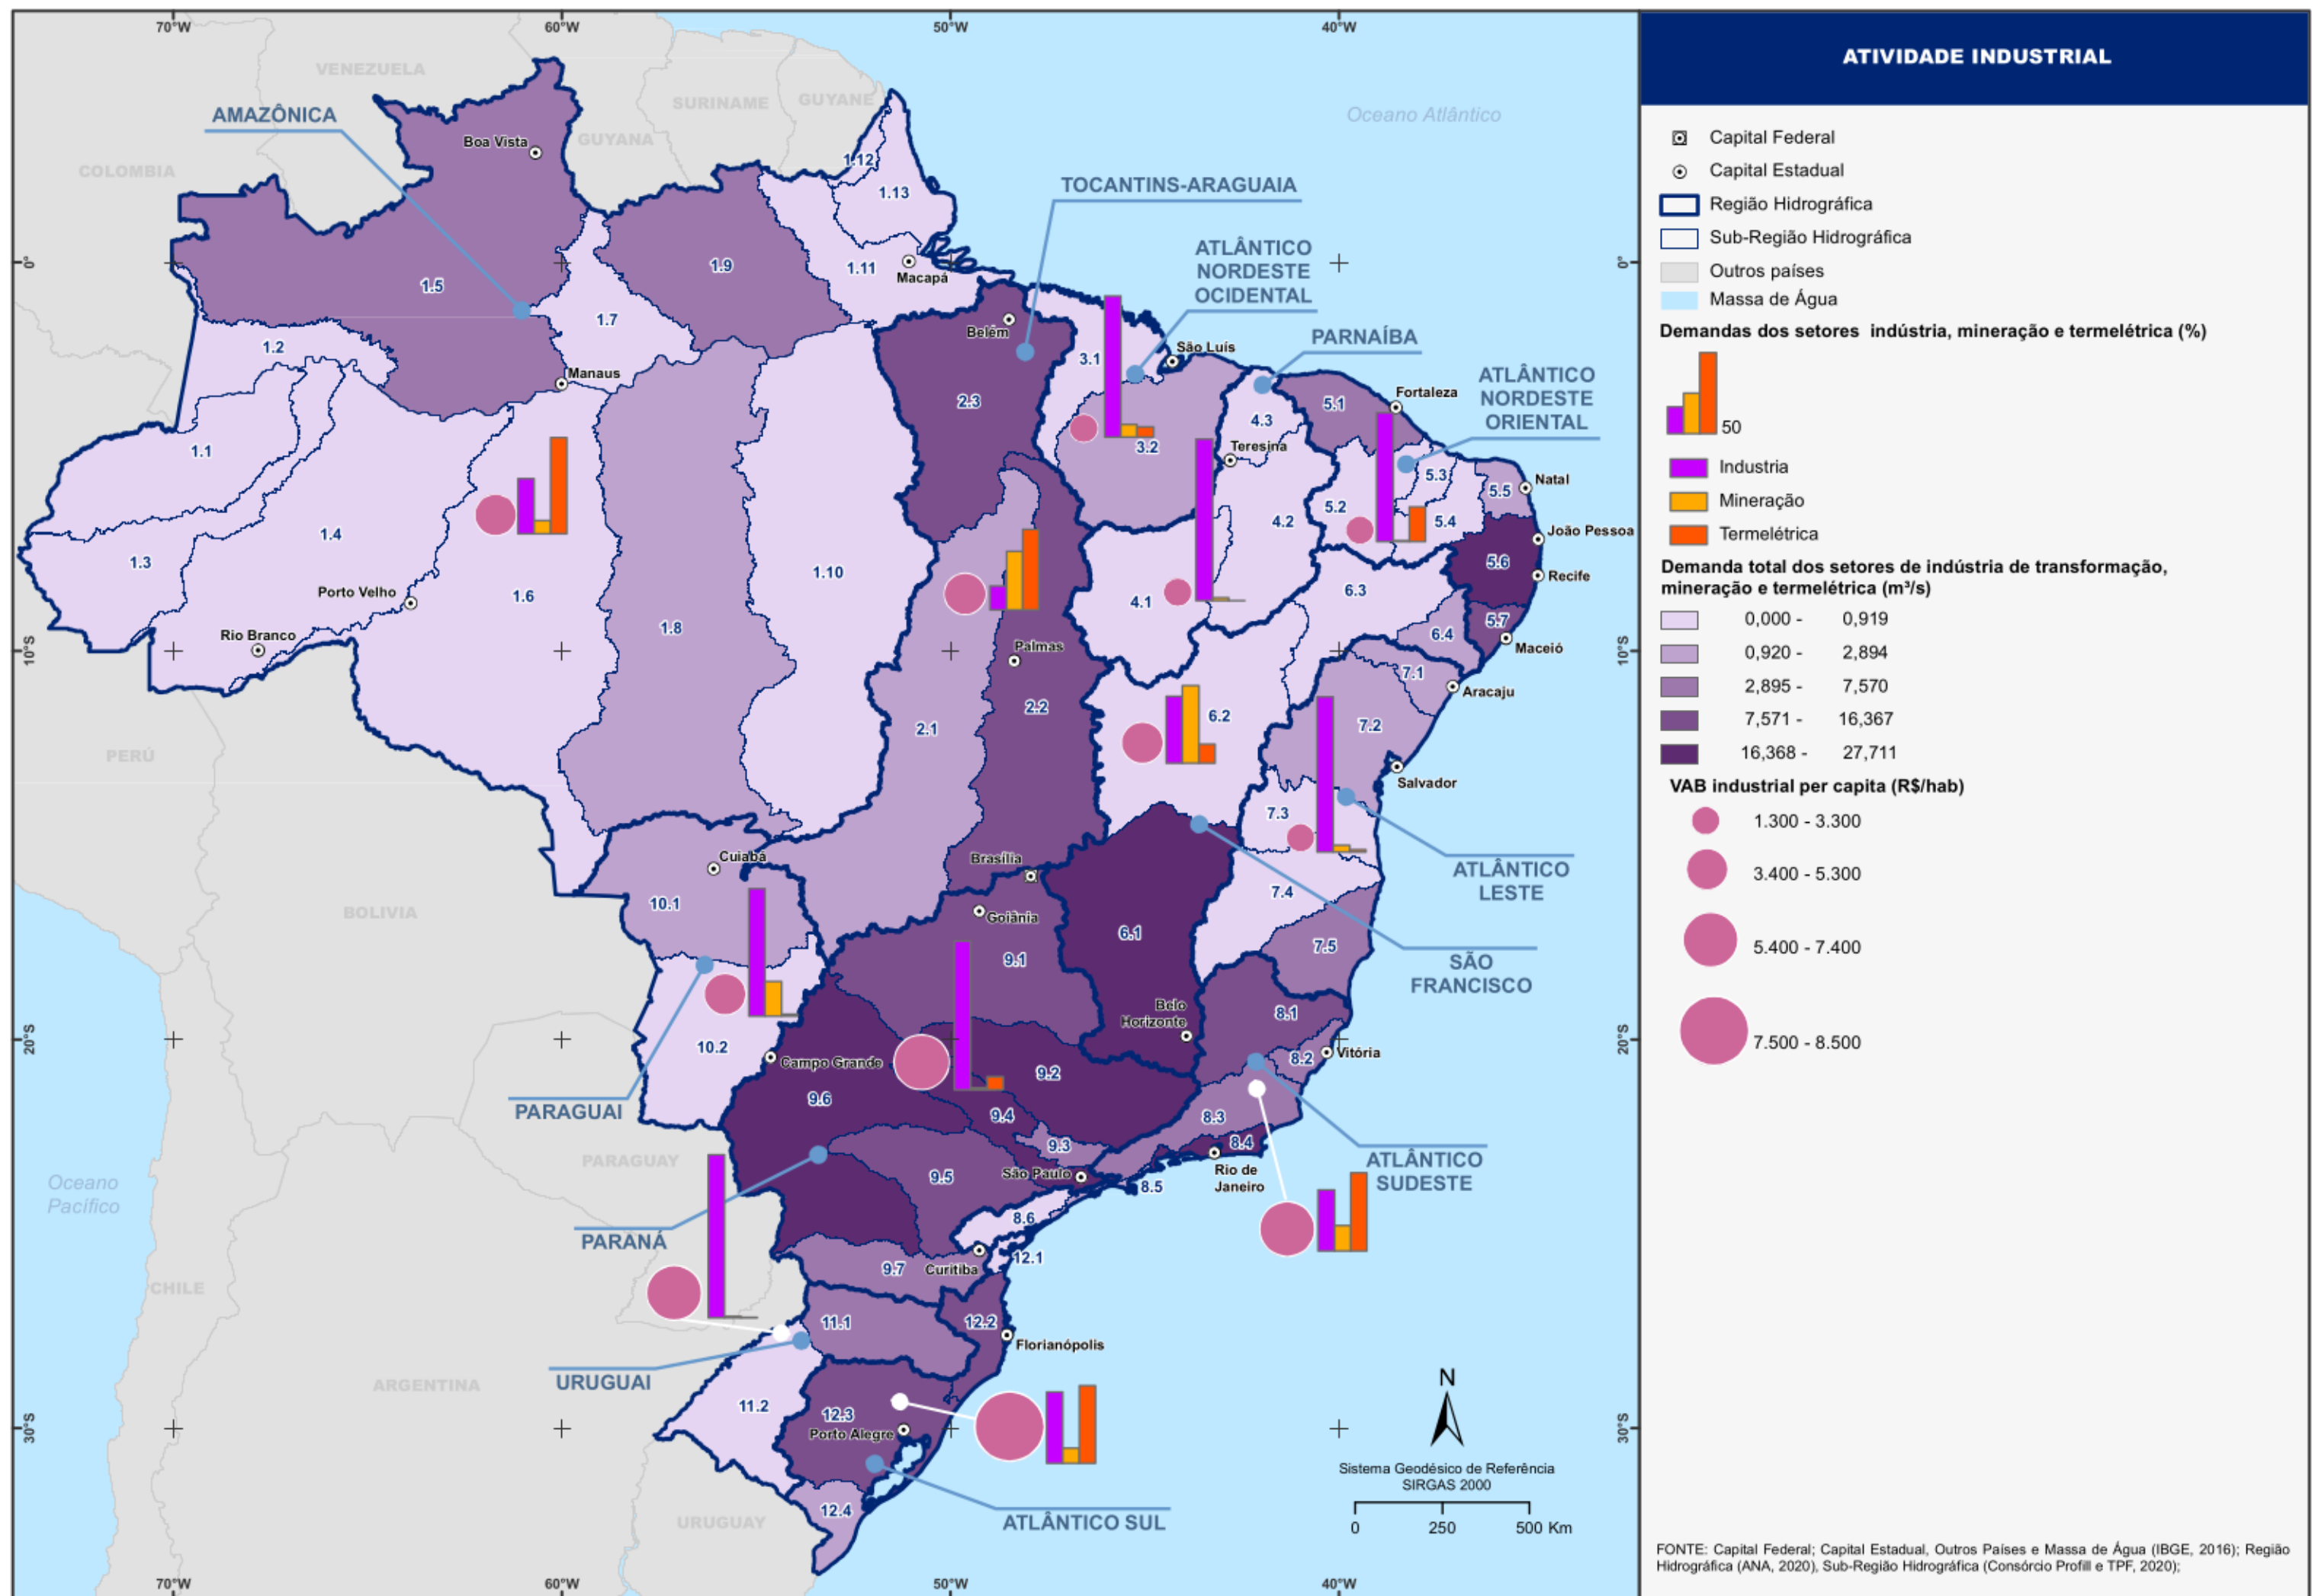 70°W
60°W
50°W
40°W
ATIVIDADE INDUSTRIAL
VENEZUELA
SURINAME
GUYANE
GUYANA
COLOMBIA
Oceano Atlântico
AMAZÔNICA
Boa Vista
1.12
1.13
TOCANTINS-ARAGUAIA
ATLÂNTICO
NORDESTE
OCIDENTAL
0°
0°
1.5
1.9
1.11
Macapá
1.7
1.2
Belém
Manaus
2.3
3.1
São Luís
PARNAÍBA
ATLÂNTICO
NORDESTE
ORIENTAL
Fortaleza
5.1
4.3
3.2
Teresina
1.1
5.3
5.5
Natal
5.2
5.4
4.2
João Pessoa
1.4
1.3
5.6
Recife
1.10
Porto Velho
1.6
4.1
6.3
1.8
5.7
6.4
Maceió
Rio Branco
10°S
10°S
Palmas
7.1
Aracaju
2.2
6.2
2.1
7.2
PERÚ
Salvador
7.3
Cuiabá
Brasília
ATLÂNTICO
LESTE
10.1
7.4
BOLIVIA
Goiânia
6.1
9.1
7.5
SÃO
FRANCISCO
Belo
Horizonte
8.1
20°S
20°S
10.2
Campo Grande
8.2
Vitória
9.2
9.6
PARAGUAI
9.4
8.3
9.3
8.4
PARAGUAY
São Paulo
Rio de
Janeiro
ATLÂNTICO
SUDESTE
9.5
8.5
Oceano
Pacífico
8.6
PARANÁ
12.1
9.7
Curitiba
CHILE
11.1
12.2
Florianópolis
URUGUAI
ARGENTINA
11.2
12.3
Porto Alegre
30°S
30°S
12.4
URUGUAY
ATLÂNTICO SUL
N
Sistema Geodésico de Referência
SIRGAS 2000
0 250 500 Km
70°W
60°W
50°W
40°W
Capital Federal
Capital Estadual
Região Hidrográfica
Sub-Região Hidrográfica
Outros países
Massa de Água
Demandas dos setores indústria, mineração e termelétrica (%)
50
Industria
Mineração
Termelétrica
Demanda total dos setores de indústria de transformação,
mineração e termelétrica (m³/s)
0,000 - 0,919
0,920 - 2,894
2,895 - 7,570
7,571 - 16,367
16,368 - 27,711
VAB industrial per capita (R$/hab)
1.300 - 3.300
3.400 - 5.300
5.400 - 7.400
7.500 - 8.500
FONTE: Capital Federal; Capital Estadual, Outros Países e Massa de Água (IBGE, 2016); Região
Hidrográfica (ANA, 2020), Sub-Região Hidrográfica (Consórcio Profill e TPF, 2020);